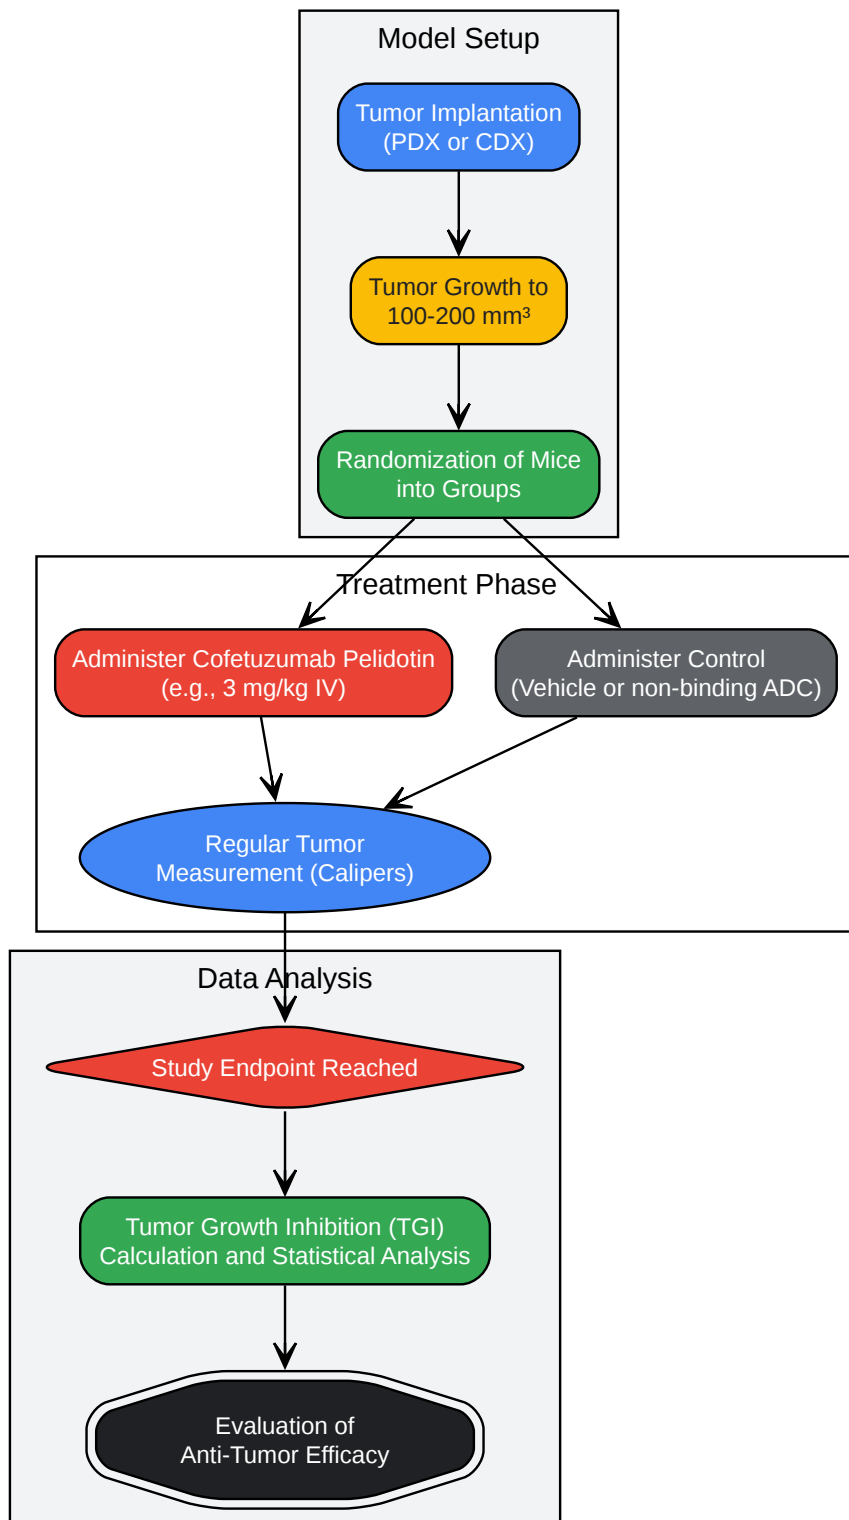 Model Setup
Tumor Implantation
(PDX or CDX)
Tumor Growth to
100-200 mm³
Randomization of Mice
into Groups
Treatment Phase
Administer Cofetuzumab Pelidotin
(e.g., 3 mg/kg IV)
Administer Control
(Vehicle or non-binding ADC)
Regular Tumor
Measurement (Calipers)
Data Analysis
Study Endpoint Reached
Tumor Growth Inhibition (TGI)
Calculation and Statistical Analysis
Evaluation of
Anti-Tumor Efficacy